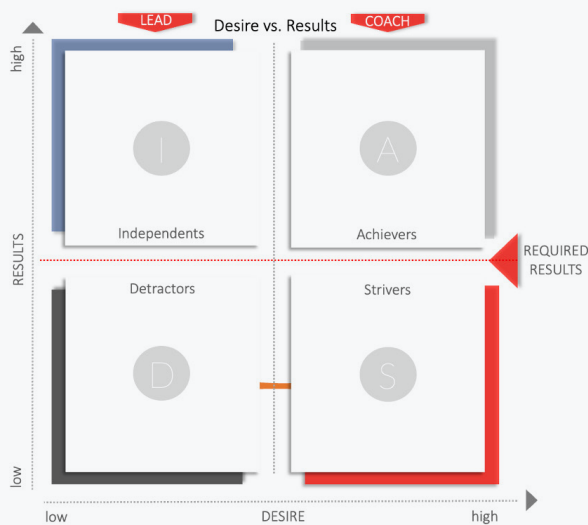 LEAD
COACH
Desire vs. Results
high
I
A
Independents
Achievers
RESULTS
REQUIRED
RESULTS
Detractors
Strivers
D
S
low
low
DESIRE
high